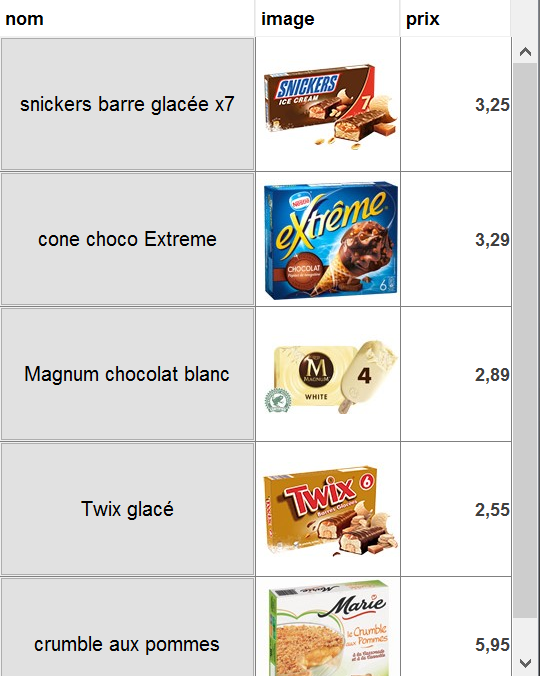 nom image prix
snickers barre glacée x7
SNICKERS
ICE CREAM
7
3,25
cone choco Extreme
Nestlé
eXtrême
CHOCOLAT
6
3,29
Magnum chocolat blanc
M
MAGNUM
WHITE
4
2,89
Twix glacé
Twix
6
Barres Glacées
2,55
crumble aux pommes
Marie
le Crumble
aux Pommes
5,95